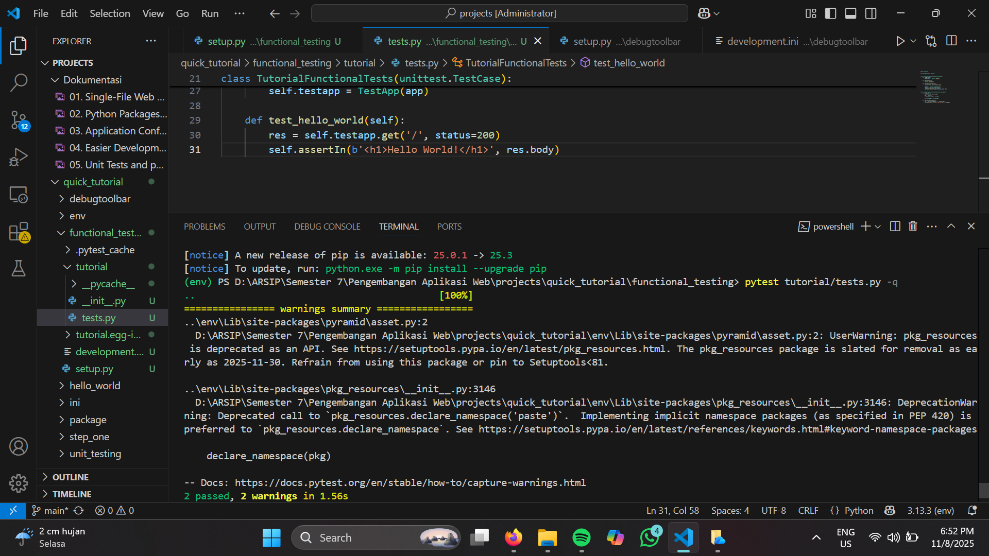 File Edit Selection View Go Run ··· projects [Administrator]
EXPLORER ···
PROJECTS
Dokumentasi
01. Single-File Web ...
02. Python Packages...
03. Application Conf...
04. Easier Developm...
05. Unit Tests and p...
quick_tutorial
debugtoolbar
env
functional_test...
.pytest_cache
tutorial
__pycache__
__init__.py U
tests.py U
tutorial.egg-i...
development.... U
setup.py U
hello_world
ini
package
step_one
unit_testing
OUTLINE
TIMELINE
12
setup.py ...\functional_testing U
tests.py ...\functional_testing\... U
setup.py ...\debugtoolbar
development.ini ...\debugtoolbar
quick_tutorial > functional_testing > tutorial > tests.py > TutorialFunctionalTests > test_hello_world
21 class TutorialFunctionalTests(unittest.TestCase):
27 self.testapp = TestApp(app)
28
29 def test_hello_world(self):
30 res = self.testapp.get('/', status=200)
31 self.assertIn(b'<h1>Hello World!</h1>', res.body)
PROBLEMS OUTPUT DEBUG CONSOLE TERMINAL PORTS powershell
[notice] A new release of pip is available: 25.0.1 -> 25.3
[notice] To update, run: python.exe -m pip install --upgrade pip
(env) PS D:\ARSIP\Semester 7\Pengembangan Aplikasi Web\projects\quick_tutorial\functional_testing> pytest tutorial/tests.py -q
.. [100%]
================ warnings summary =================
..\env\Lib\site-packages\pyramid\asset.py:2
D:\ARSIP\Semester 7\Pengembangan Aplikasi Web\projects\quick_tutorial\env\Lib\site-packages\pyramid\asset.py:2: UserWarning: pkg_resources
is deprecated as an API. See https://setuptools.pypa.io/en/latest/pkg_resources.html. The pkg_resources package is slated for removal as ea
rly as 2025-11-30. Refrain from using this package or pin to Setuptools<81.
..\env\Lib\site-packages\pkg_resources\__init__.py:3146
D:\ARSIP\Semester 7\Pengembangan Aplikasi Web\projects\quick_tutorial\env\Lib\site-packages\pkg_resources\__init__.py:3146: DeprecationWar
ning: Deprecated call to `pkg_resources.declare_namespace('paste')`. Implementing implicit namespace packages (as specified in PEP 420) is
preferred to `pkg_resources.declare_namespace`. See https://setuptools.pypa.io/en/latest/references/keywords.html#keyword-namespace-packages
declare_namespace(pkg)
-- Docs: https://docs.pytest.org/en/stable/how-to/capture-warnings.html
2 passed, 2 warnings in 1.56s
main* 0 0 Ln 31, Col 58 Spaces: 4 UTF-8 CRLF { } Python 3.13.3 (env)
2 cm hujan
Selasa
Search
4
ENG
US
6:52 PM
11/8/2025